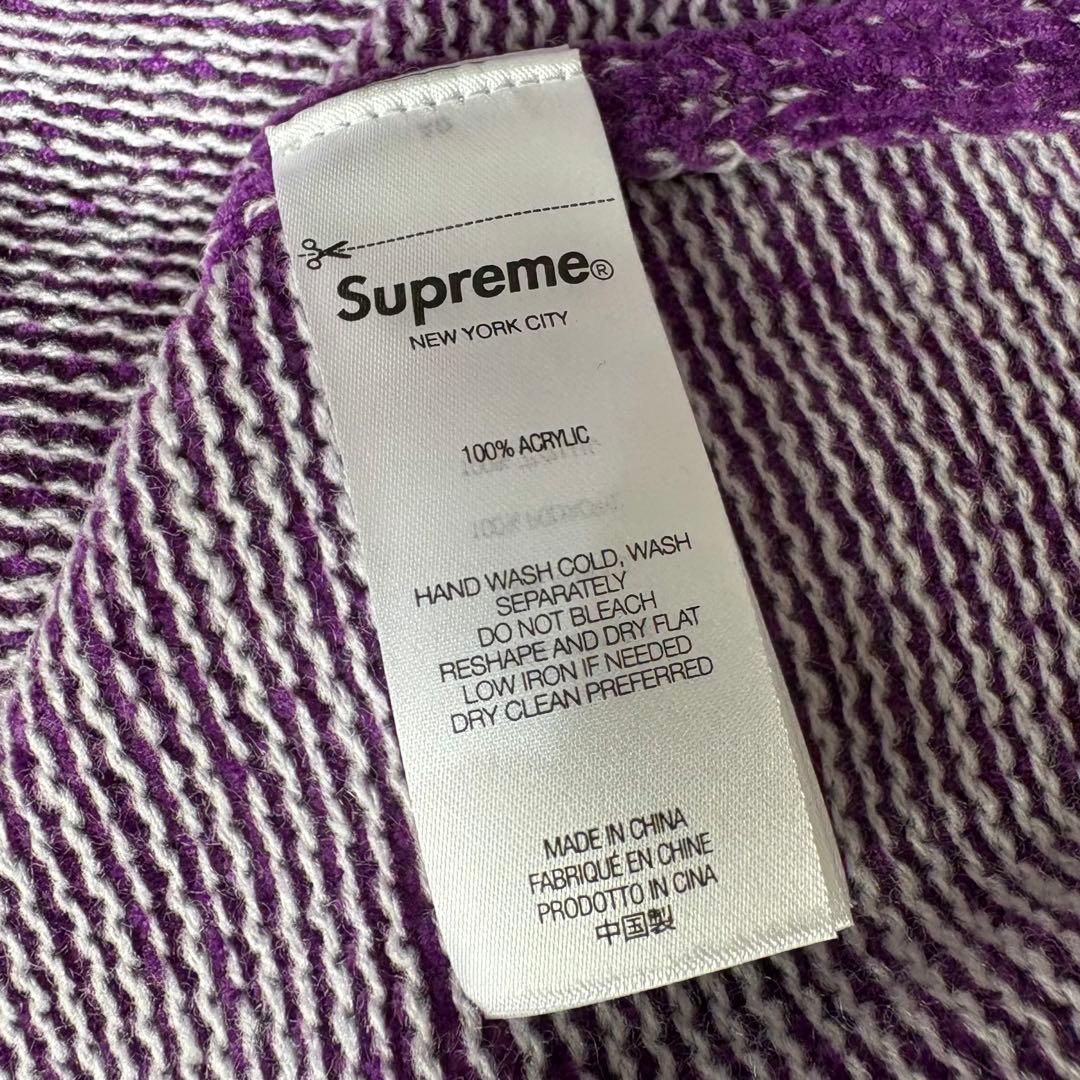 Supreme®
NEW YORK CITY
100% ACRYLIC
HAND WASH COLD, WASH
SEPARATELY
DO NOT BLEACH
RESHAPE AND DRY FLAT
LOW IRON IF NEEDED
DRY CLEAN PREFERRED
MADE IN CHINA
FABRIQUÉ EN CHINE
PRODOTTO IN CINA
中国製